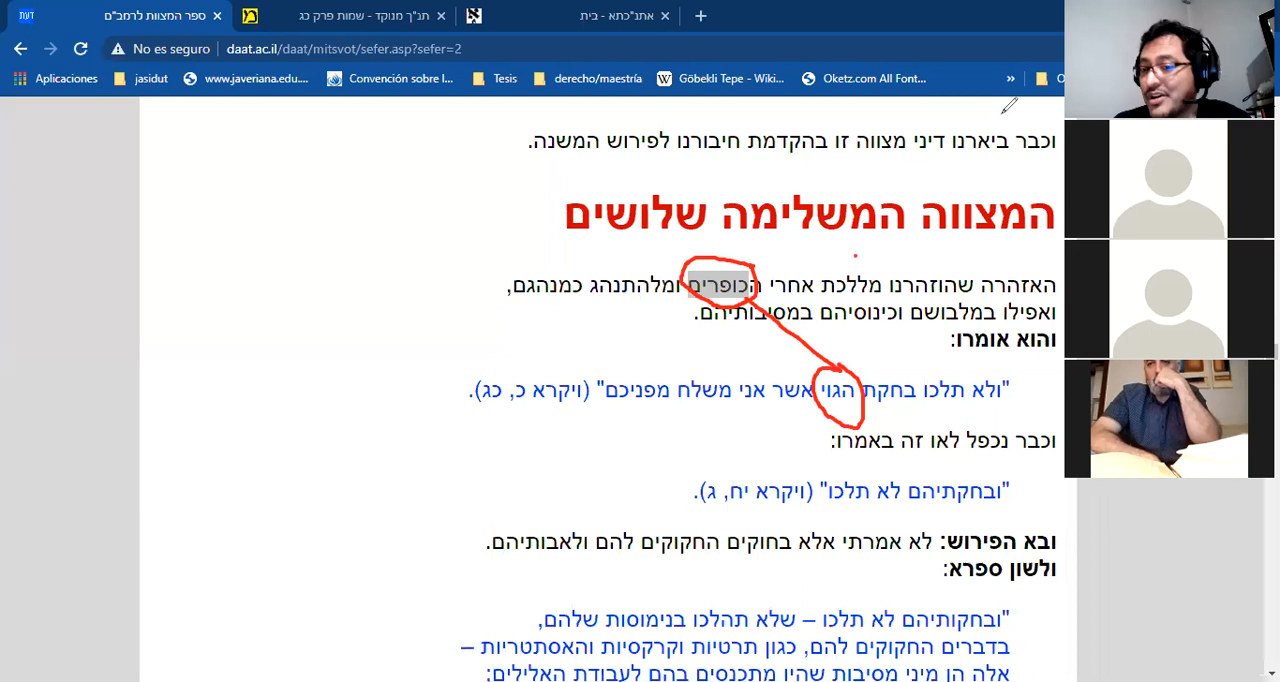 ספר המצוות לרמב"ם
תנ"ך מנוקד - שמות פרק כג
אתנ"כתא - בית
No es seguro
daat.ac.il/daat/mitsvot/sefer.asp?sefer=2
Aplicaciones
jasidut
www.javeriana.edu....
Convención sobre l...
Tesis
derecho/maestría
Göbekli Tepe - Wiki...
Oketz.com All Font...
»
וכבר ביארנו דיני מצווה זו בהקדמת חיבורנו לפירוש המשנה.
המצווה המשלימה שלושים
האזהרה שהוזהרנו מללכת אחרי הכופרים ומלהתנהג כמנהגם,
ואפילו במלבושם וכינוסיהם במסיבותיהם.
והוא אומרו:
"ולא תלכו בחקת הגוי אשר אני משלח מפניכם" (ויקרא כ, כג).
וכבר נכפל לאו זה באמרו:
"ובחקתיהם לא תלכו" (ויקרא יח, ג).
ובא הפירוש: לא אמרתי אלא בחוקים החקוקים להם ולאבותיהם.
ולשון ספרא:
"ובחקותיהם לא תלכו – שלא תהלכו בנימוסות שלהם,
בדברים החקוקים להם, כגון תרטיות וקרקסיות והאסתטריות –
אלה הן מיני מסיבות שהיו מתכנסים בהם לעבודת האלילים;